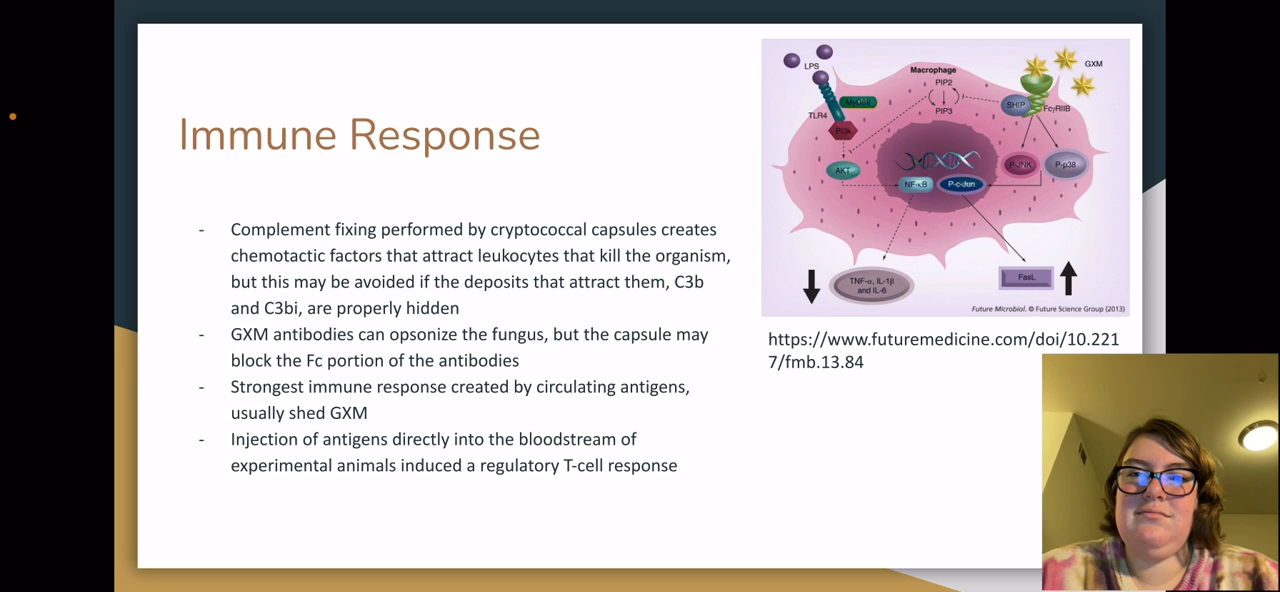 Immune Response
- Complement fixing performed by cryptococcal capsules creates
chemotactic factors that attract leukocytes that kill the organism,
but this may be avoided if the deposits that attract them, C3b
and C3bi, are properly hidden
- GXM antibodies can opsonize the fungus, but the capsule may
block the Fc portion of the antibodies
- Strongest immune response created by circulating antigens,
usually shed GXM
- Injection of antigens directly into the bloodstream of
experimental animals induced a regulatory T-cell response
LPS
Macrophage
GXM
PIP2
MyD88
SHIP
FcγRIIB
TLR4
PIP3
PI3k
AKT
P-JNK
P-p38
NF-κB
P-c-Jun
TNF-α, IL-1β
and IL-6
FasL
Future Microbiol. © Future Science Group (2013)
https://www.futuremedicine.com/doi/10.221
7/fmb.13.84